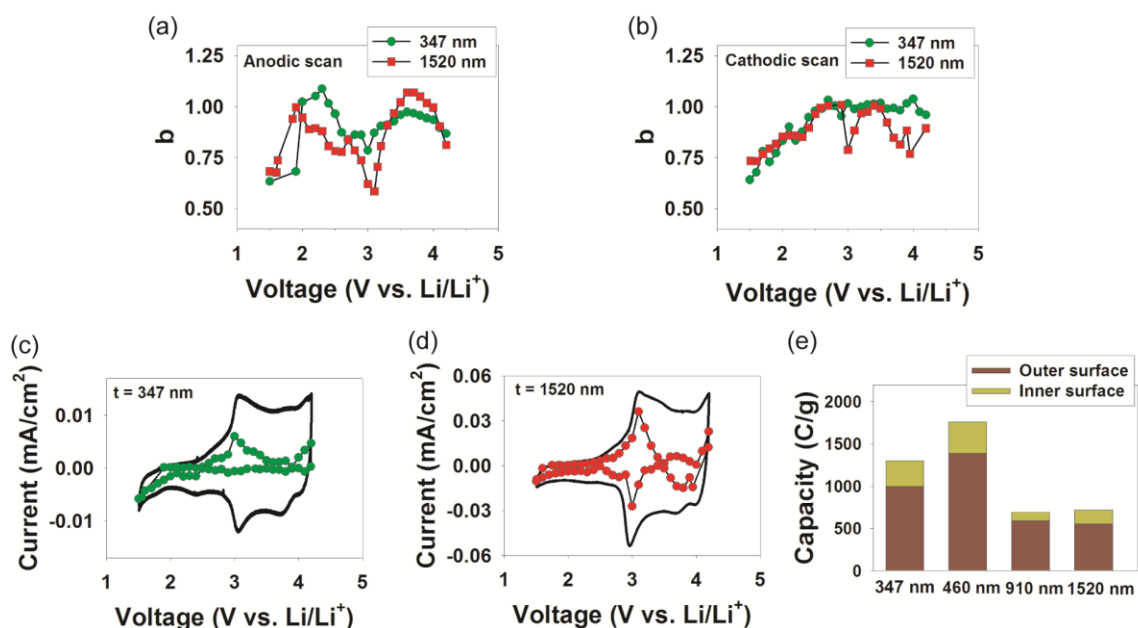 (a)
1.25
1.00
0.75
0.50
b
Anodic scan
347 nm
1520 nm
1 2 3 4 5
Voltage (V vs. Li/Li⁺)
(b)
1.25
1.00
0.75
0.50
b
Cathodic scan
347 nm
1520 nm
1 2 3 4 5
Voltage (V vs. Li/Li⁺)
(c)
t = 347 nm
0.01
0.00
-0.01
Current (mA/cm²)
1 2 3 4 5
Voltage (V vs. Li/Li⁺)
(d)
t = 1520 nm
0.06
0.03
0.00
-0.03
-0.06
Current (mA/cm²)
1 2 3 4 5
Voltage (V vs. Li/Li⁺)
(e)
Outer surface
Inner surface
2000
1500
1000
500
0
Capacity (C/g)
347 nm 460 nm 910 nm 1520 nm